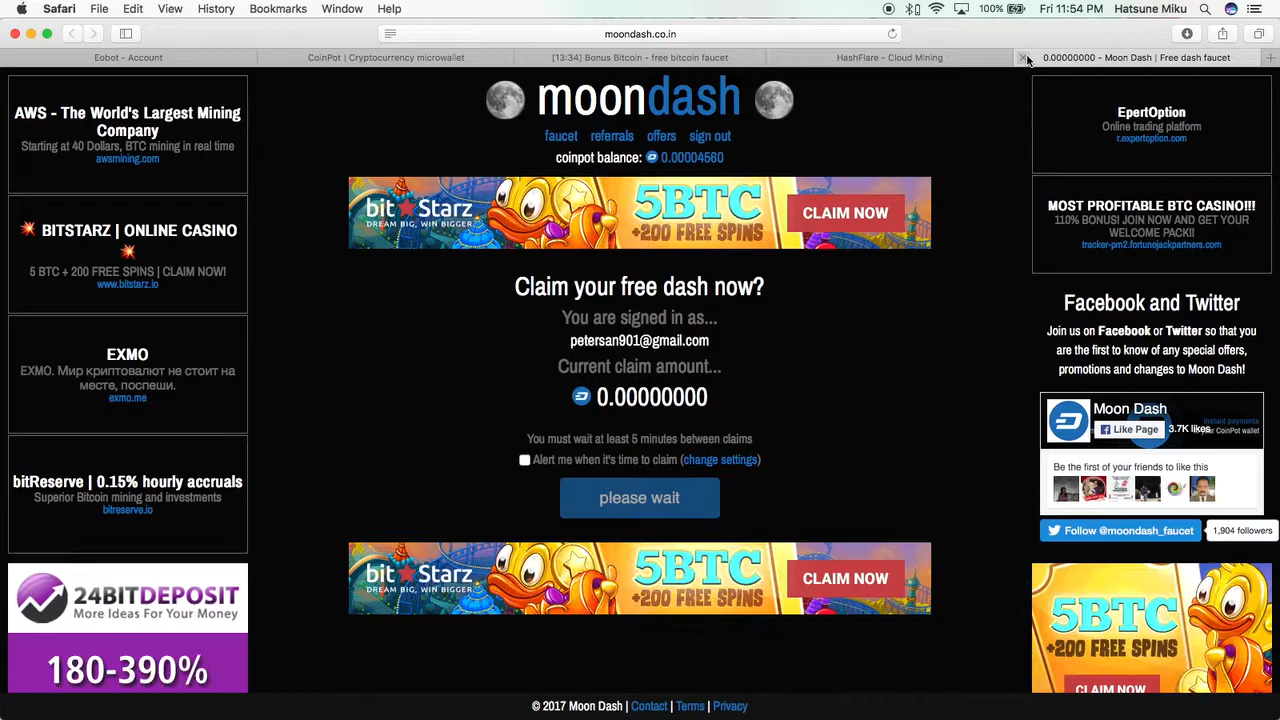 Safari File Edit View History Bookmarks Window Help 100% Fri 11:54 PM Hatsune Miku
moondash.co.in
Eobot - Account
CoinPot | Cryptocurrency microwallet
[13:34] Bonus Bitcoin - free bitcoin faucet
HashFlare - Cloud Mining
0.00000000 - Moon Dash | Free dash faucet
AWS - The World's Largest Mining
Company
Starting at 40 Dollars, BTC mining in real time
awsmining.com
BITSTARZ | ONLINE CASINO
5 BTC + 200 FREE SPINS | CLAIM NOW!
www.bitstarz.io
EXMO
EXMO. Мир криптовалют не стоит на
месте, поспеши.
exmo.me
bitReserve | 0.15% hourly accruals
Superior Bitcoin mining and investments
bitreserve.io
24BITDEPOSIT
More Ideas For Your Money
180-390%
moondash
faucet referrals offers sign out
coinpot balance: 0.00004560
bitStarz
DREAM BIG, WIN BIGGER
5BTC
+200 FREE SPINS
CLAIM NOW
Claim your free dash now?
You are signed in as...
petersan901@gmail.com
Current claim amount...
0.00000000
You must wait at least 5 minutes between claims
Alert me when it's time to claim (change settings)
please wait
bitStarz
DREAM BIG, WIN BIGGER
5BTC
+200 FREE SPINS
CLAIM NOW
EpertOption
Online trading platform
r.expertoption.com
MOST PROFITABLE BTC CASINO!!!
110% BONUS! JOIN NOW AND GET YOUR
WELCOME PACK!!
tracker-pm2.fortunejackpartners.com
Facebook and Twitter
Join us on Facebook or Twitter so that you
are the first to know of any special offers,
promotions and changes to Moon Dash!
Moon Dash
Instant payments
Like Page 3.7K likes your CoinPot wallet
Be the first of your friends to like this
Follow @moondash_faucet 1,904 followers
5BTC
+200 FREE SPINS
CLAIM NOW
© 2017 Moon Dash | Contact | Terms | Privacy